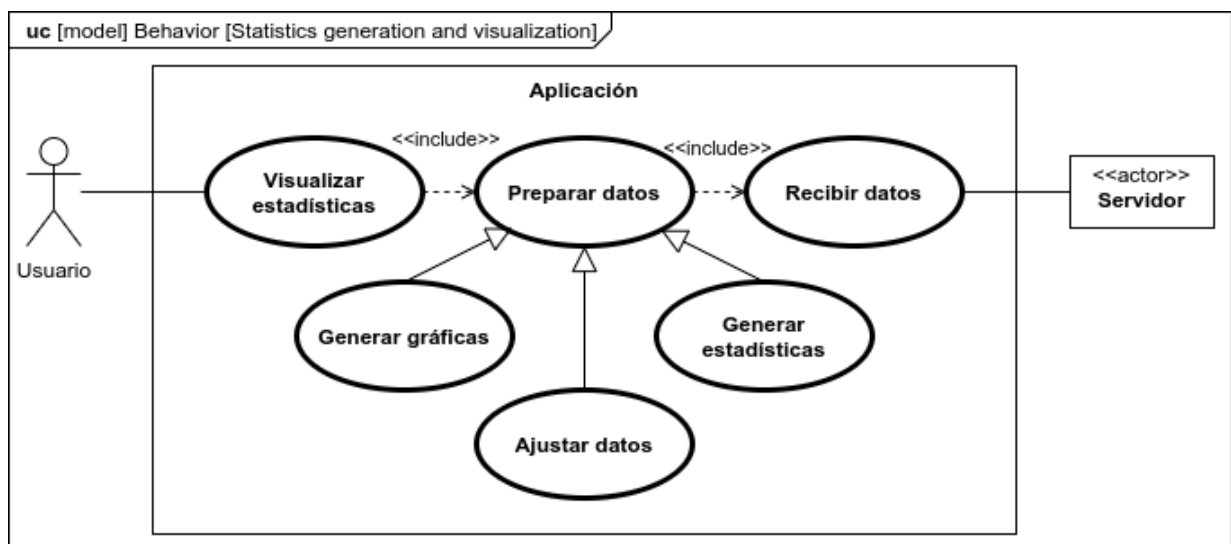 uc [model] Behavior [Statistics generation and visualization]
Aplicación
<<include>>
<<include>>
Visualizar
estadísticas
Preparar datos
Recibir datos
<<actor>>
Servidor
Usuario
Generar gráficas
Generar
estadísticas
Ajustar datos